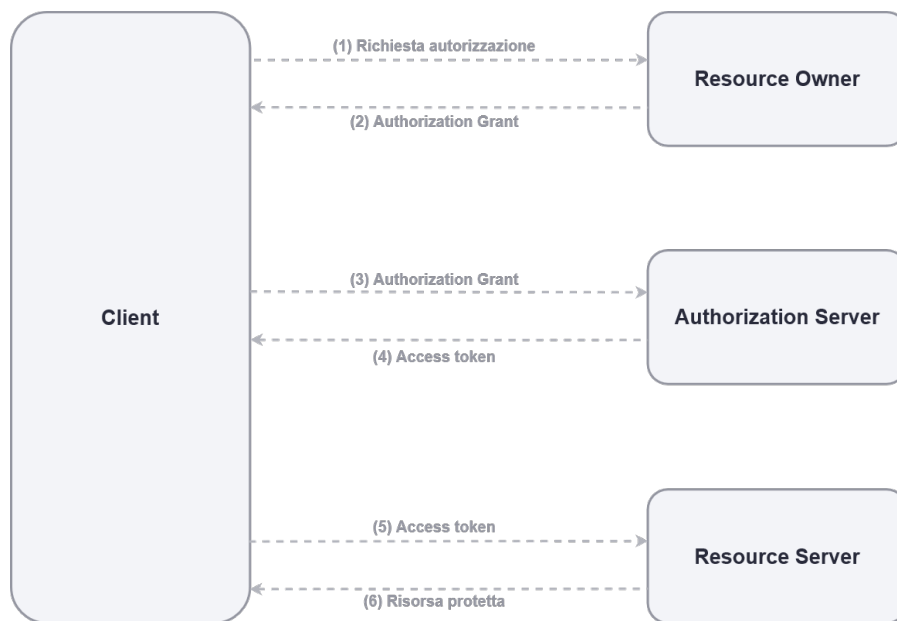 (1) Richiesta autorizzazione
Resource Owner
(2) Authorization Grant
(3) Authorization Grant
Client
Authorization Server
(4) Access token
(5) Access token
Resource Server
(6) Risorsa protetta